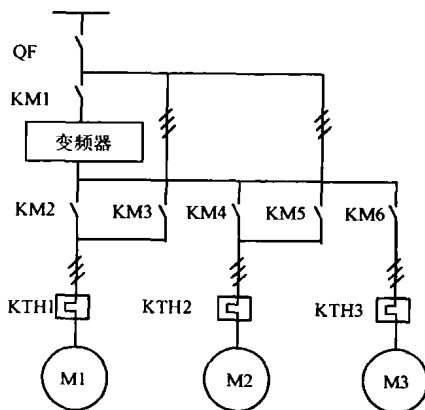 QF
KM1
变频器
KM2 KM3 KM4 KM5 KM6
KTH1 KTH2 KTH3
M1 M2 M3